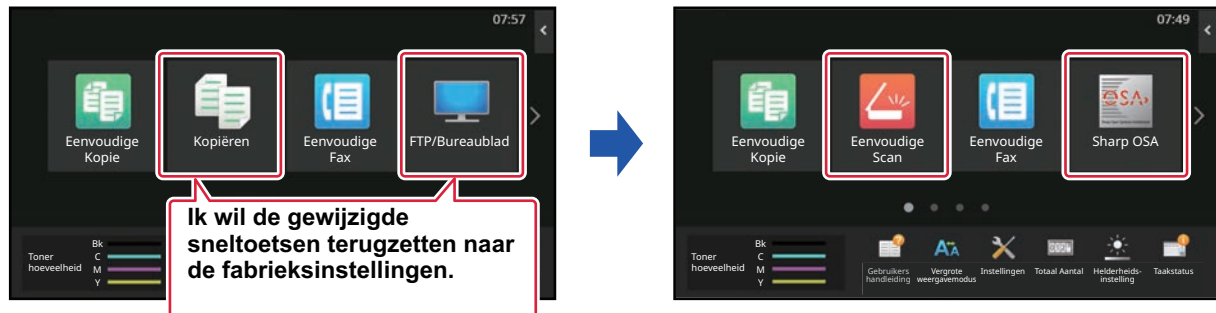 07:57
Eenvoudige
Kopie
Kopiëren
Eenvoudige
Fax
FTP/Bureaublad
Ik wil de gewijzigde
sneltoetsen terugzetten naar
de fabrieksinstellingen.
Toner
hoeveelheid
Bk
C
M
Y
07:49
Eenvoudige
Kopie
Eenvoudige
Scan
Eenvoudige
Fax
OSA
Sharp OSA
Toner
hoeveelheid
Bk
C
M
Y
Gebruikers
handleiding
Vergrote
weergavemodus
Instellingen
Totaal Aantal
Helderheids-
instelling
Taakstatus